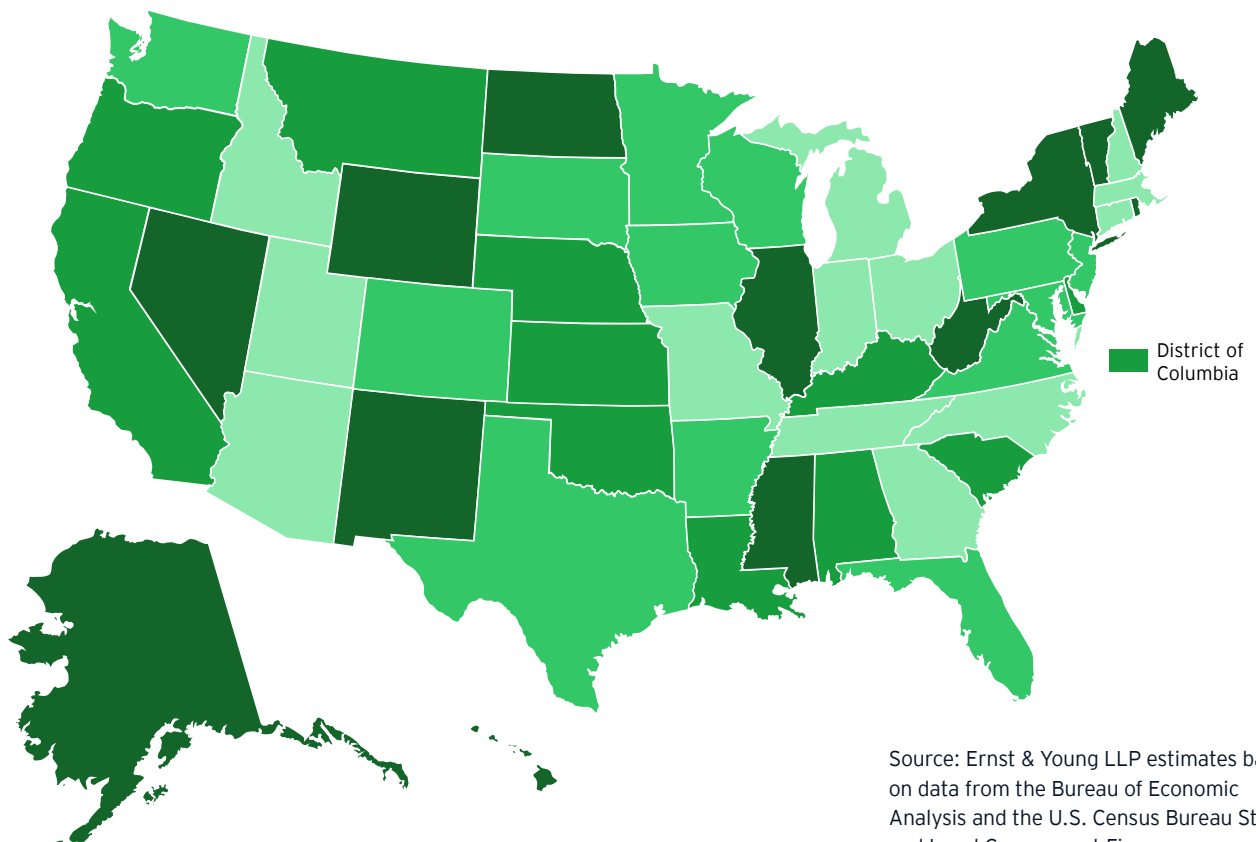 District of
Columbia
Source: Ernst & Young LLP estimates
on data from the Bureau of Economic
Analysis and the U.S. Census Bureau